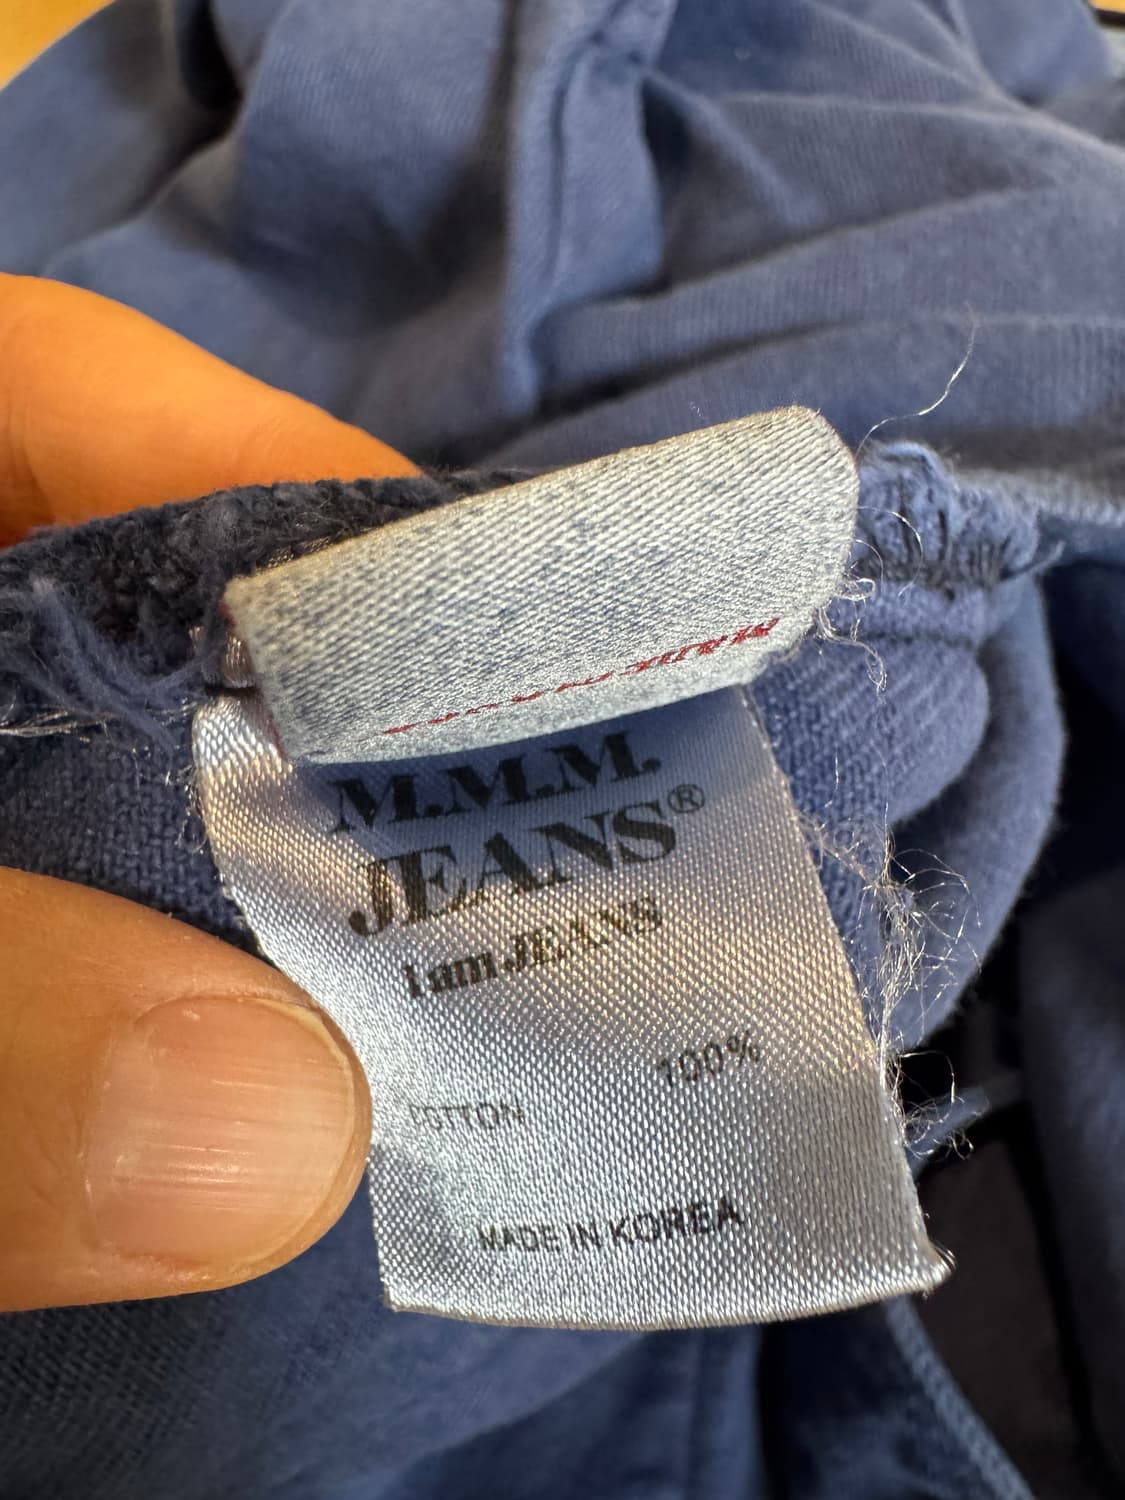 M.M.M.
JEANS®
I am JEANS
100%
COTTON
MADE IN KOREA